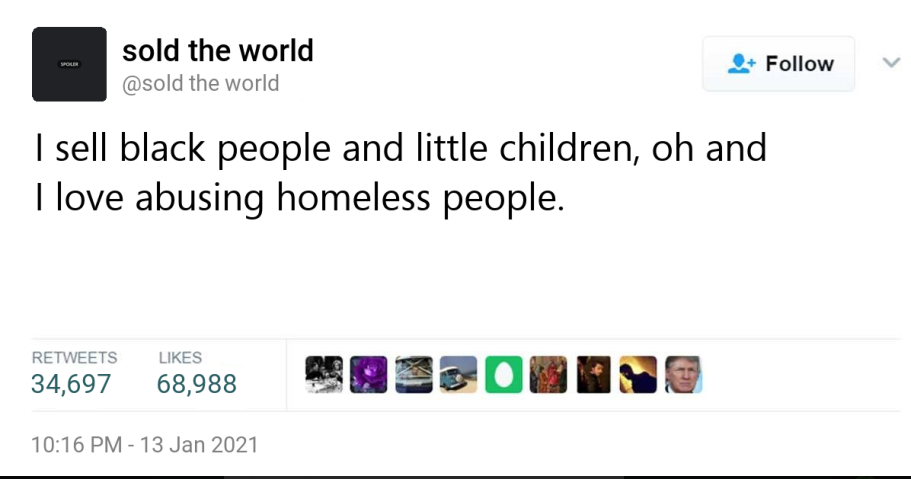 SPOILER
sold the world
@sold the world
Follow
I sell black people and little children, oh and
I love abusing homeless people.
RETWEETS LIKES
34,697 68,988
10:16 PM - 13 Jan 2021